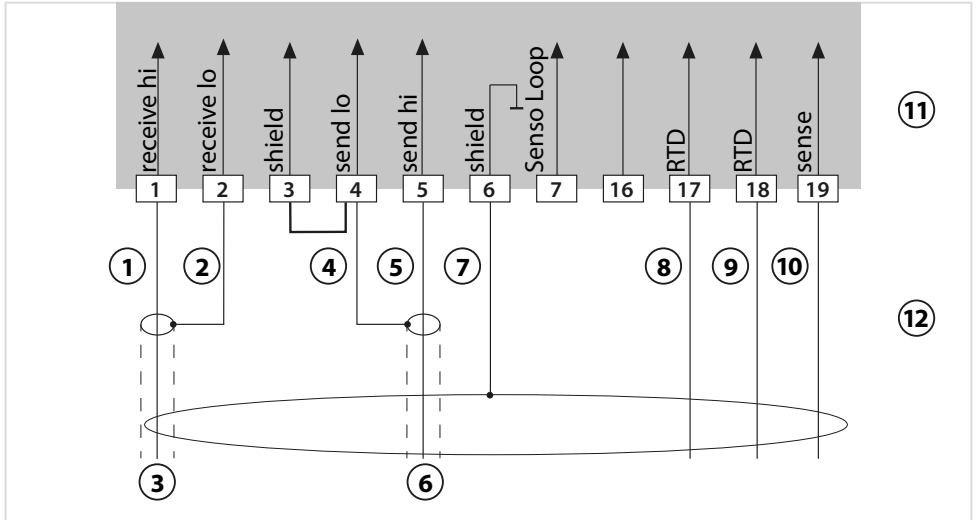 receive hi
receive lo
shield
send lo
send hi
shield
Senso Loop
RTD
RTD
sense
11
1 2 3 4 5 6 7 16 17 18 19
1 2 4 5 7 8 9 10
12
3 6